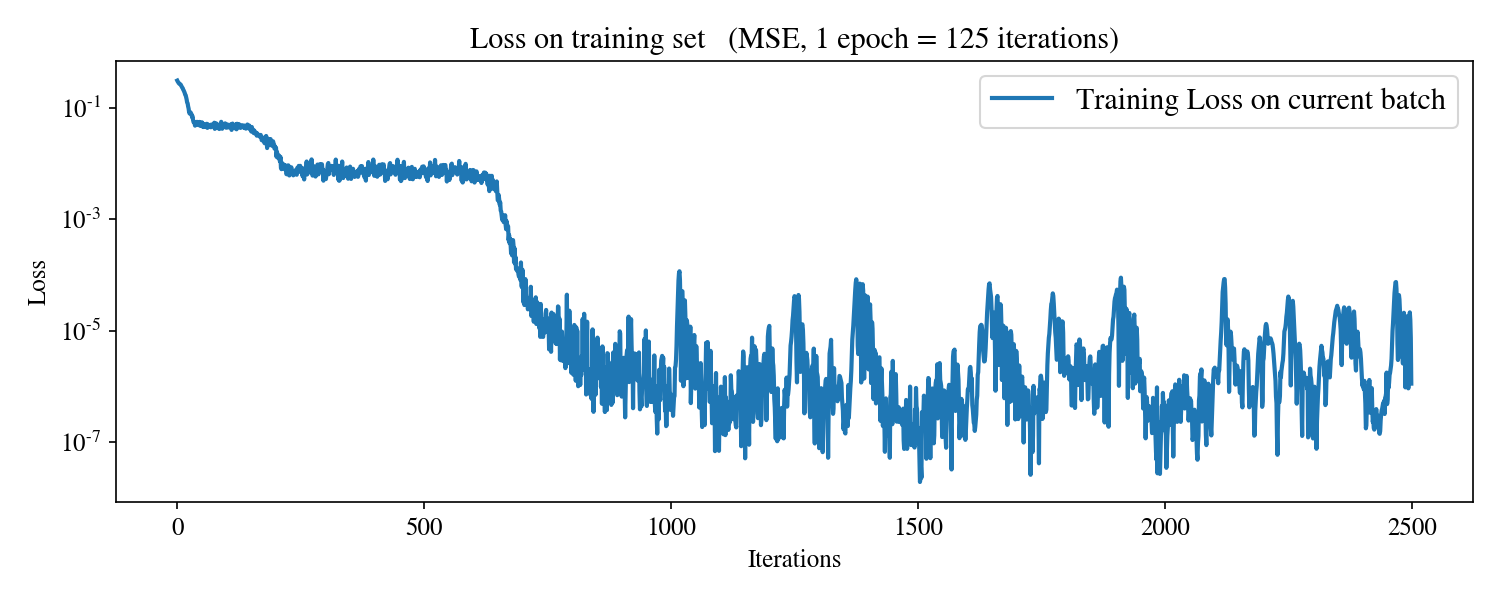 Loss on training set (MSE, 1 epoch = 125 iterations)
Training Loss on current batch
Loss
10⁻¹
10⁻³
10⁻⁵
10⁻⁷
0 500 1000 1500 2000 2500
Iterations